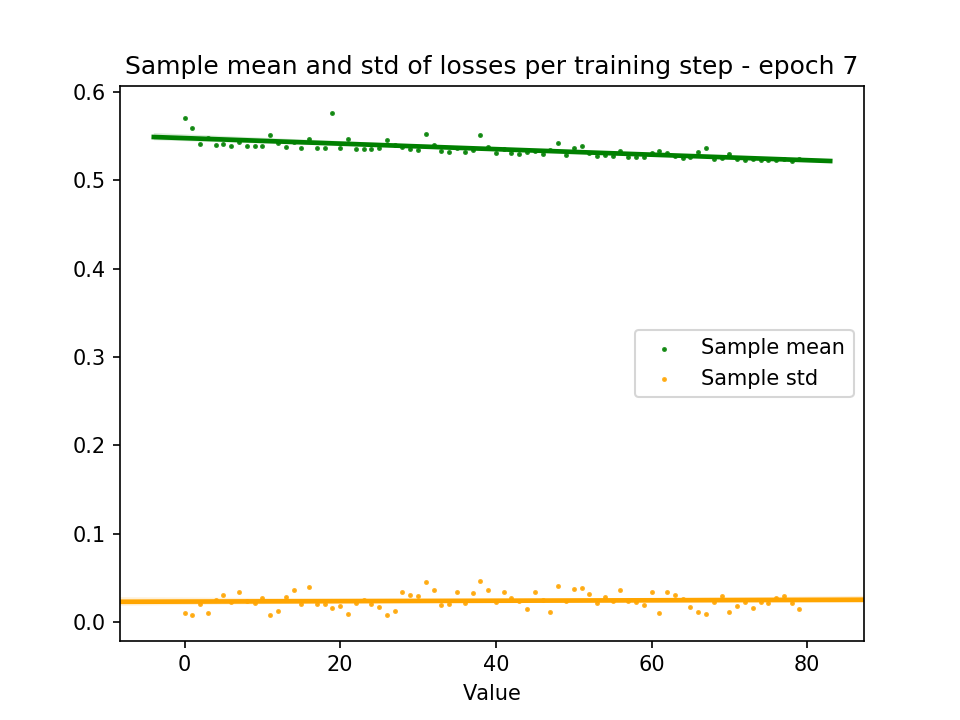 Sample mean and std of losses per training step - epoch 7
0.6
0.5
0.4
0.3
0.2
0.1
0.0
Sample mean
Sample std
0 20 40 60 80
Value